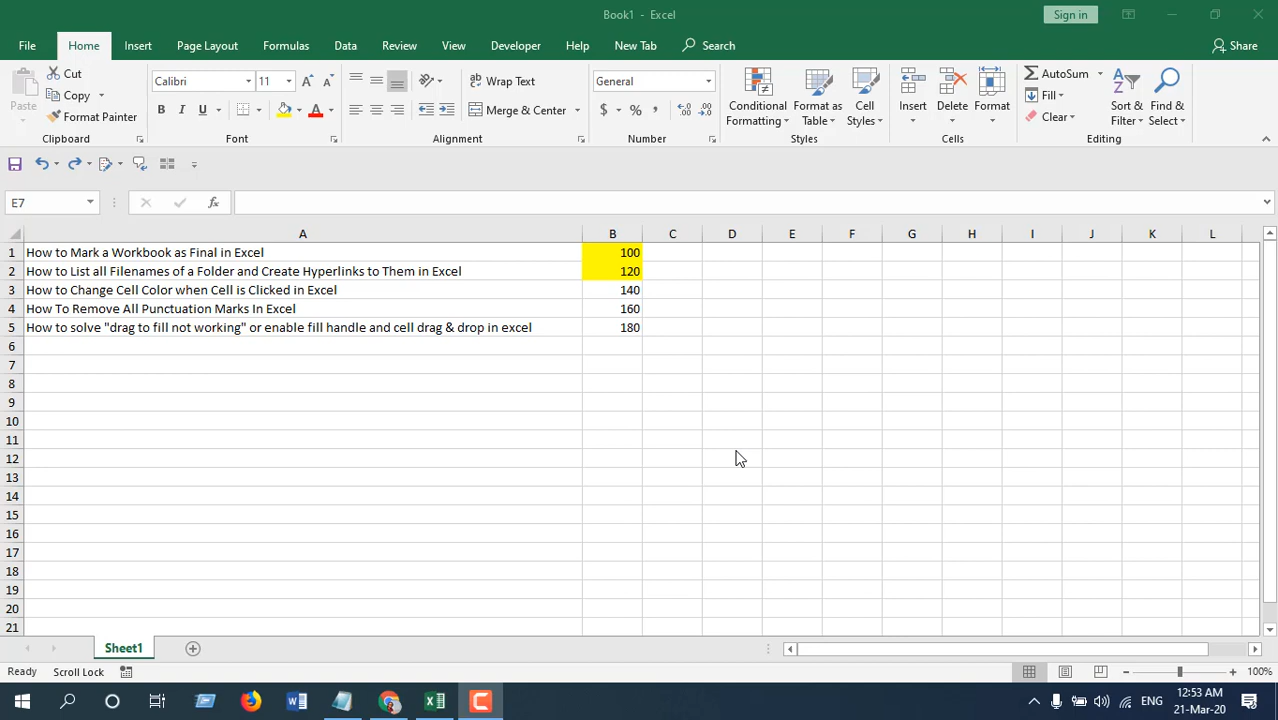 Book1 - Excel
Sign in
File Home Insert Page Layout Formulas Data Review View Developer Help New Tab Search Share
Paste
Cut
Copy
Format Painter
Clipboard
Calibri 11
B I U A
Font
Wrap Text
Merge & Center
Alignment
General
$ % ,
Number
Conditional Formatting
Format as Table
Cell Styles
Styles
Insert
Delete
Format
Cells
AutoSum
Fill
Clear
Sort & Filter
Find & Select
Editing
E7 fx
A B C D E F G H I J K L
1 How to Mark a Workbook as Final in Excel 100
2 How to List all Filenames of a Folder and Create Hyperlinks to Them in Excel 120
3 How to Change Cell Color when Cell is Clicked in Excel 140
4 How To Remove All Punctuation Marks In Excel 160
5 How to solve "drag to fill not working" or enable fill handle and cell drag & drop in excel 180
6
7
8
9
10
11
12
13
14
15
16
17
18
19
20
21
Sheet1
Ready Scroll Lock 100%
ENG
12:53 AM
21-Mar-20